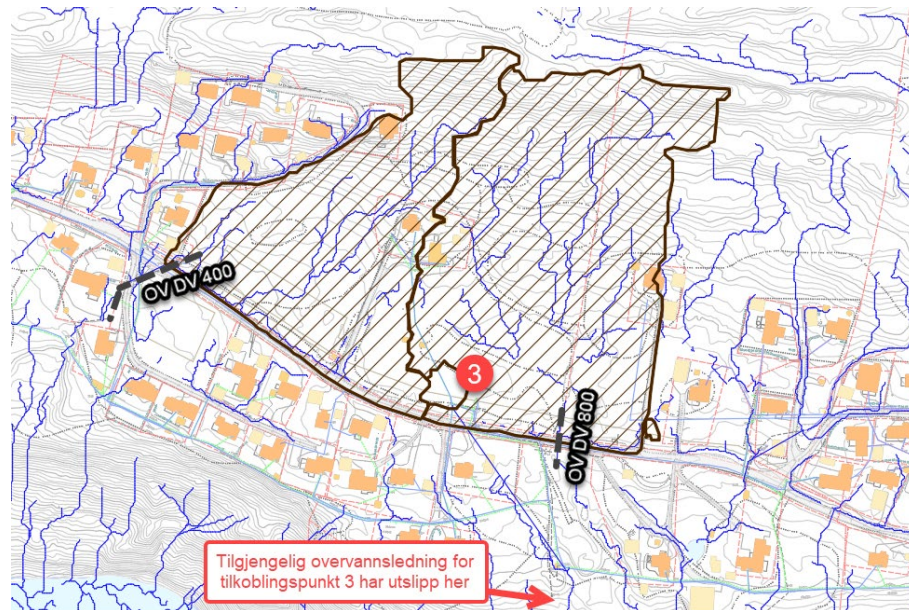 OV DV 400
3
OV DV 800
Tilgjengelig overvannsledning for
tilkoblingspunkt 3 har utslipp her